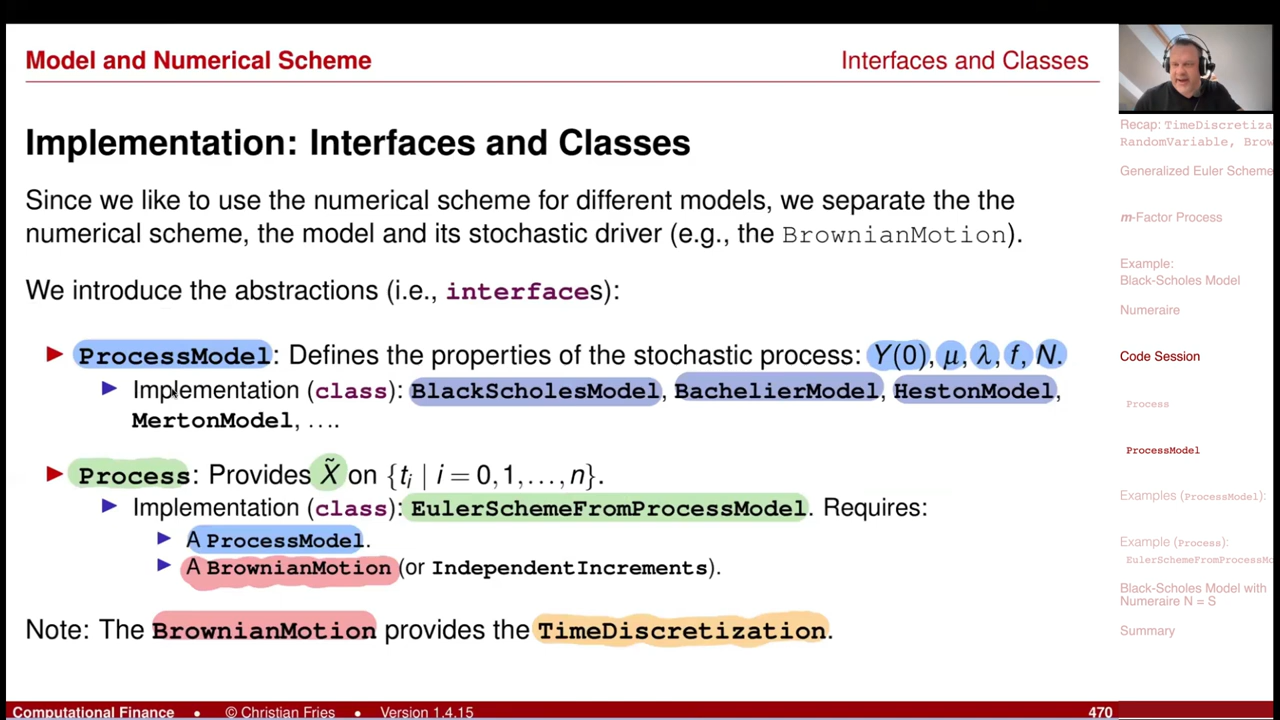 Model and Numerical Scheme
Interfaces and Classes
Implementation: Interfaces and Classes
Since we like to use the numerical scheme for different models, we separate the the
numerical scheme, the model and its stochastic driver (e.g., the BrownianMotion).
We introduce the abstractions (i.e., interfaces):
► ProcessModel: Defines the properties of the stochastic process: Y(0), μ, λ, f, N.
► Implementation (class): BlackScholesModel, BachelierModel, HestonModel,
MertonModel, ….
► Process: Provides X̃ on {tᵢ | i = 0, 1, . . . , n}.
► Implementation (class): EulerSchemeFromProcessModel. Requires:
► A ProcessModel.
► A BrownianMotion (or IndependentIncrements).
Note: The BrownianMotion provides the TimeDiscretization.
Recap: TimeDiscretiza
RandomVariable, Brow
Generalized Euler Scheme
m-Factor Process
Example:
Black-Scholes Model
Numeraire
Code Session
Process
ProcessModel
Examples (ProcessModel):
Example (Process):
EulerSchemeFromProcessMo
Black-Scholes Model with
Numeraire N = S
Summary
Computational Finance • © Christian Fries • Version 1.4.15
470